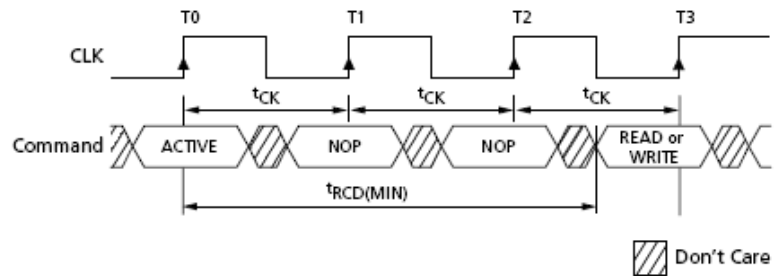 T0 T1 T2 T3
CLK
tCK tCK tCK
Command ACTIVE NOP NOP READ or
WRITE
tRCD(MIN)
Don't Care